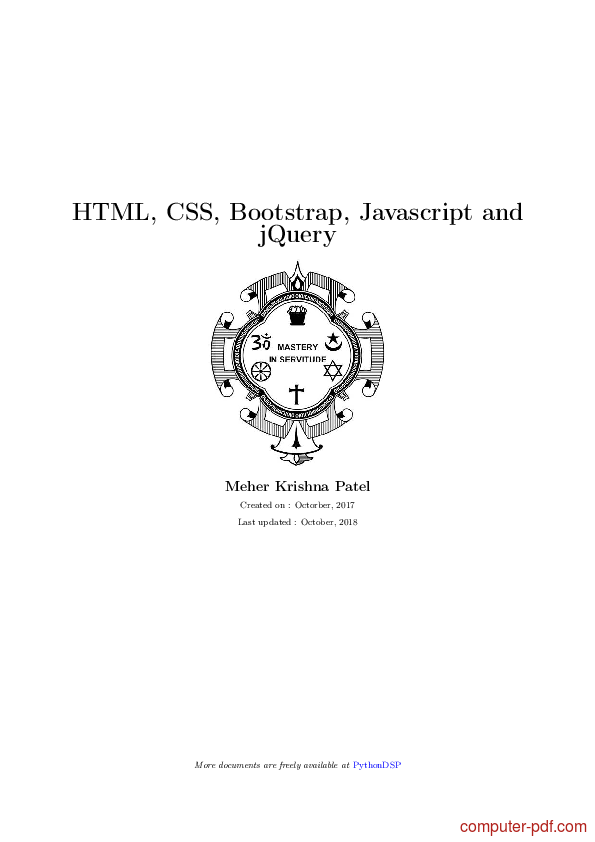 HTML, CSS, Bootstrap, Javascript and
jQuery
MASTERY
IN SERVITUDE
Meher Krishna Patel
Created on : Octorber, 2017
Last updated : October, 2018
More documents are freely available at PythonDSP
computer-pdf.com